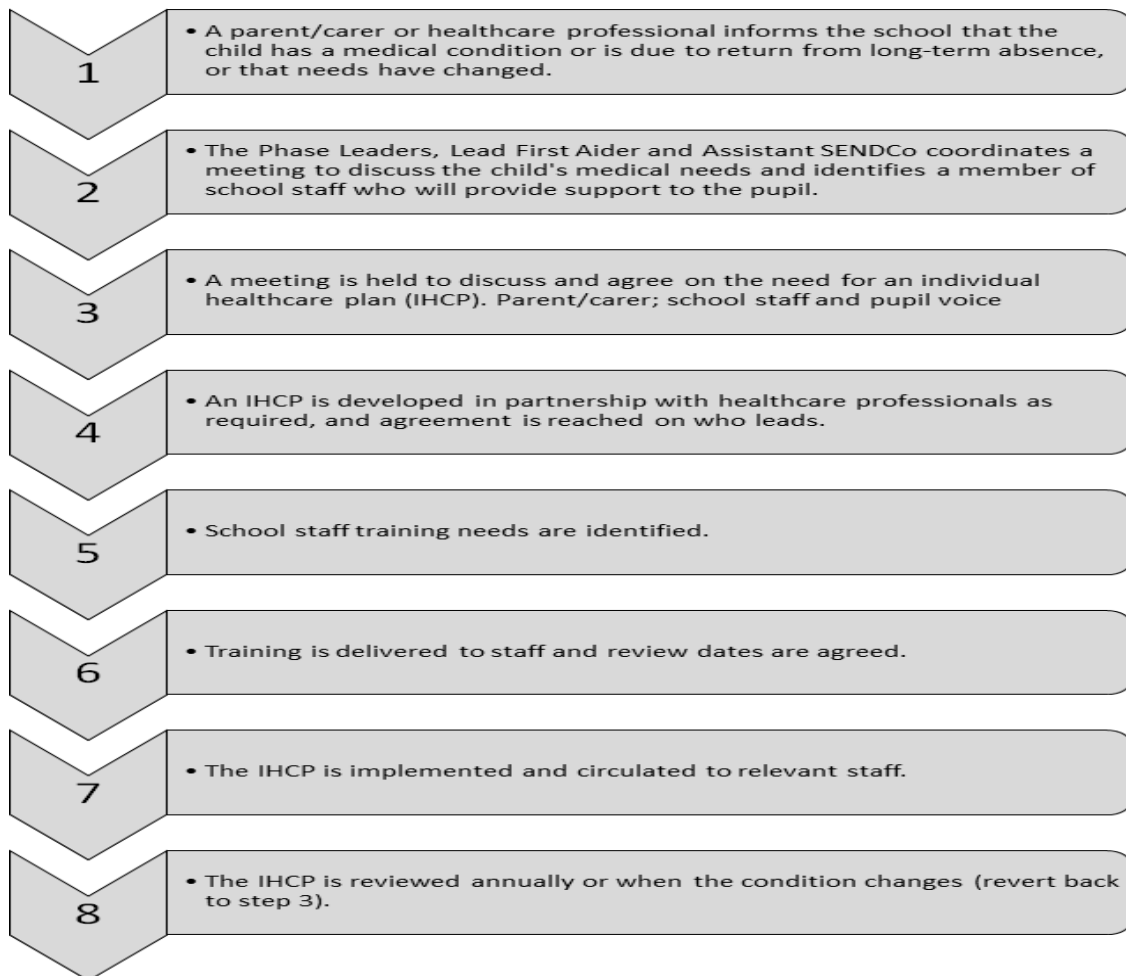 1
• A parent/carer or healthcare professional informs the school that the
child has a medical condition or is due to return from long-term absence,
or that needs have changed.
2
• The Phase Leaders, Lead First Aider and Assistant SENDCo coordinates a
meeting to discuss the child's medical needs and identifies a member of
school staff who will provide support to the pupil.
3
• A meeting is held to discuss and agree on the need for an individual
healthcare plan (IHCP). Parent/carer; school staff and pupil voice
4
• An IHCP is developed in partnership with healthcare professionals as
required, and agreement is reached on who leads.
5
• School staff training needs are identified.
6
• Training is delivered to staff and review dates are agreed.
7
• The IHCP is implemented and circulated to relevant staff.
8
• The IHCP is reviewed annually or when the condition changes (revert back
to step 3).